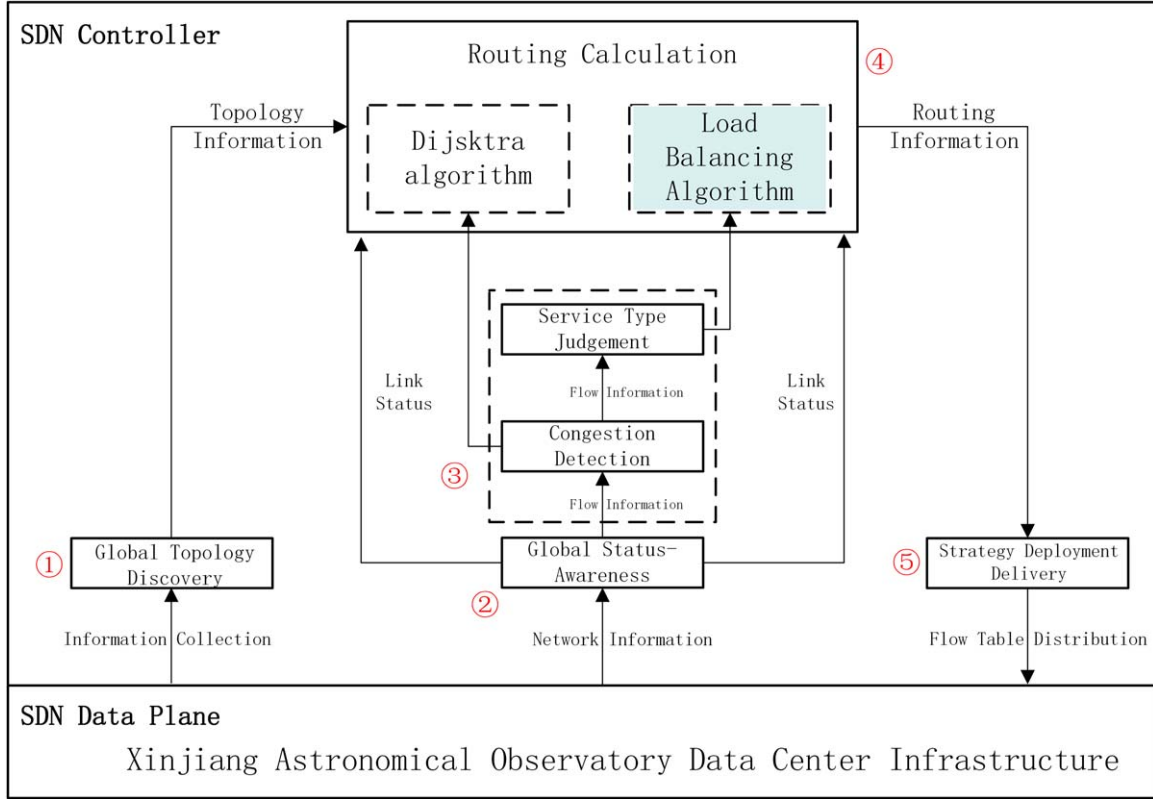 SDN Controller
Routing Calculation
④
Topology
Information
Dijsktra
algorithm
Load
Balancing
Algorithm
Routing
Information
Service Type
Judgement
Link
Status
Flow Information
Link
Status
Congestion
Detection
③
Flow Information
①
Global Topology
Discovery
Global Status-
Awareness
②
⑤
Strategy Deployment
Delivery
Information Collection
Network Information
Flow Table Distribution
SDN Data Plane
Xinjiang Astronomical Observatory Data Center Infrastructure